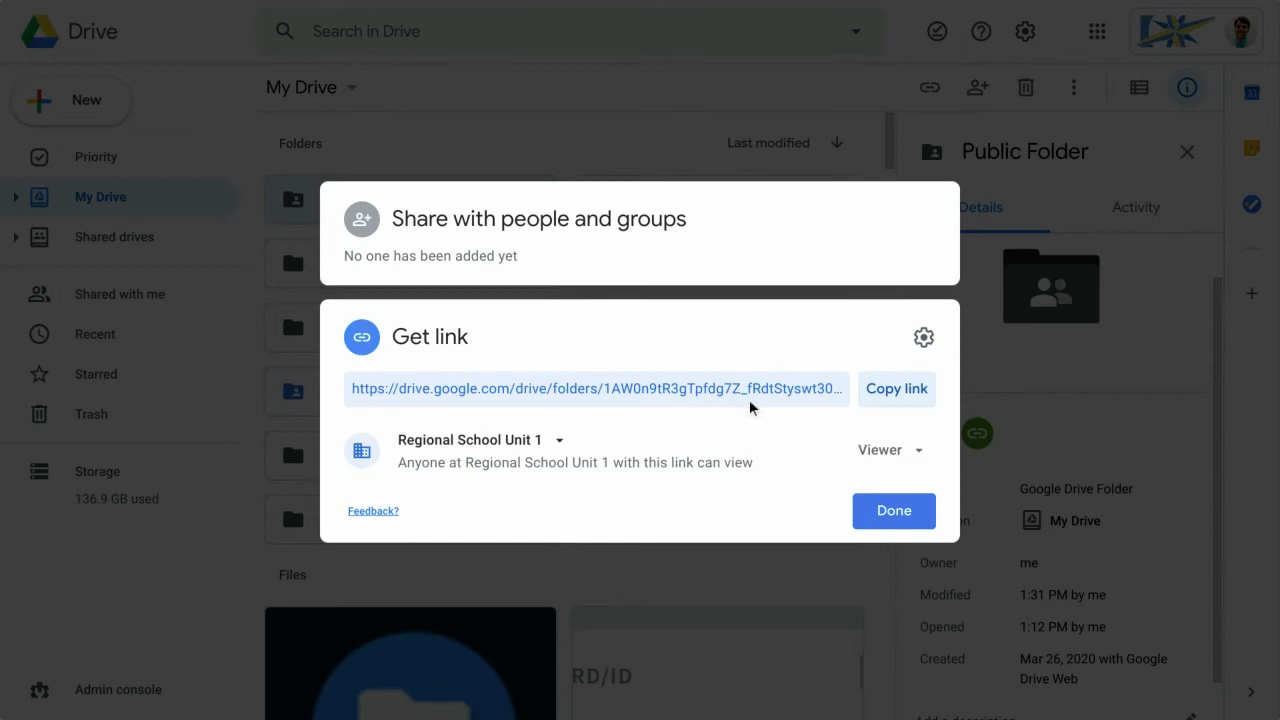 Drive
Search in Drive
New
My Drive
Priority
My Drive
Shared drives
Shared with me
Recent
Starred
Trash
Storage
136.9 GB used
Admin console
Folders
Last modified
Share with people and groups
No one has been added yet
Get link
https://drive.google.com/drive/folders/1AW0n9tR3gTpfdg7Z_fRdtStyswt30...
Copy link
Regional School Unit 1
Anyone at Regional School Unit 1 with this link can view
Viewer
Feedback?
Done
Files
RD/ID
Public Folder
Details
Activity
Google Drive Folder
My Drive
Owner
me
Modified
1:31 PM by me
Opened
1:12 PM by me
Created
Mar 26, 2020 with Google
Drive Web